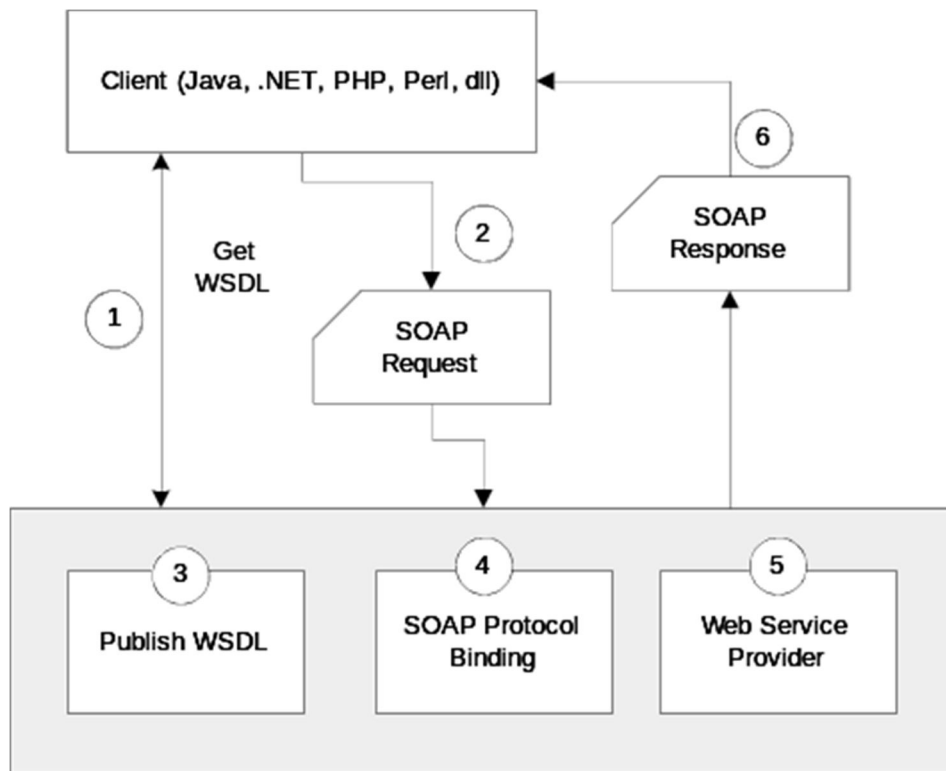 Client (Java, .NET, PHP, Perl, dll)
6
SOAP
Response
2
Get
WSDL
1
SOAP
Request
3
Publish WSDL
4
SOAP Protocol
Binding
5
Web Service
Provider